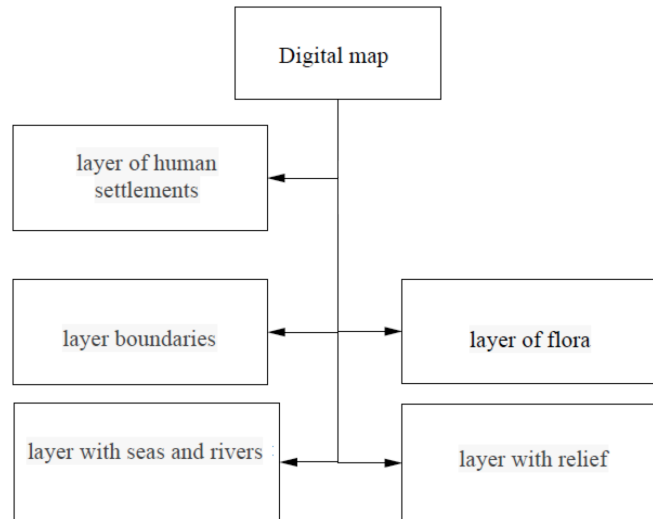 Digital map
layer of human
settlements
layer boundaries
layer of flora
layer with seas and rivers :
layer with relief